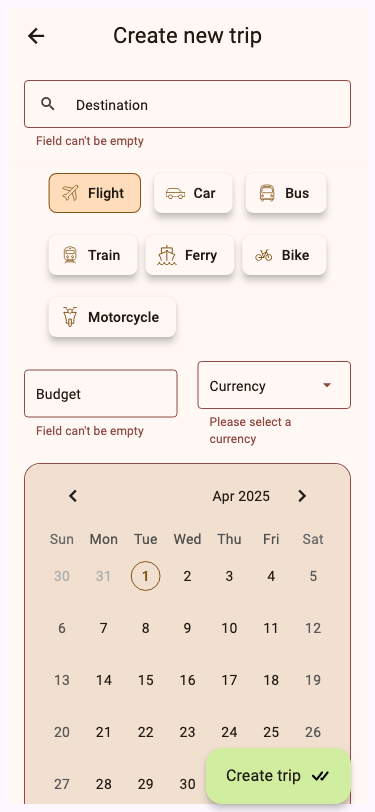 Create new trip
Destination
Field can't be empty
Flight Car Bus
Train Ferry Bike
Motorcycle
Budget
Field can't be empty
Currency
Please select a
currency
Apr 2025
Sun Mon Tue Wed Thu Fri Sat
30 31 1 2 3 4 5
6 7 8 9 10 11 12
13 14 15 16 17 18 19
20 21 22 23 24 25 26
27 28 29 30
Create trip